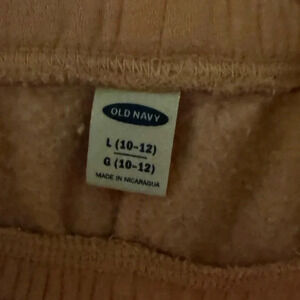 OLD NAVY
L (10-12)
G (10-12)
MADE IN NICARAGUA